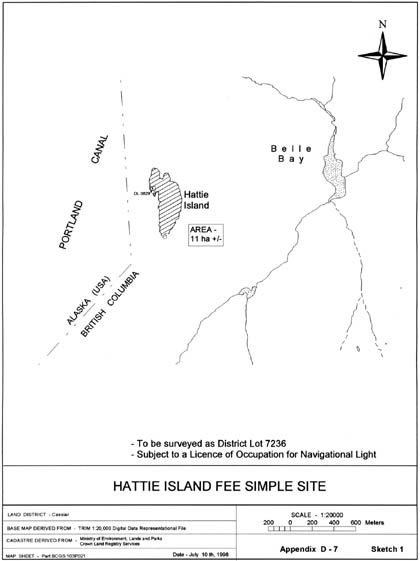 N
Belle
Bay
PORTLAND CANAL
DL 3829
Hattie
Island
AREA -
11 ha +/-
ALASKA (USA)
BRITISH COLUMBIA
- To be surveyed as District Lot 7236
- Subject to a Licence of Occupation for Navigational Light
HATTIE ISLAND FEE SIMPLE SITE
LAND DISTRICT - Cassiar
BASE MAP DERIVED FROM - TRIM 1:20,000 Digital Data Representational File
CADASTRE DERIVED FROM - Ministry of Environment, Lands and Parks
Crown Land Registry Services
MAP SHEET - Part BCGS 103P021
Date - July 10 th, 1998
SCALE - 1:20000
200 0 200 400 600 Meters
Appendix D - 7
Sketch 1